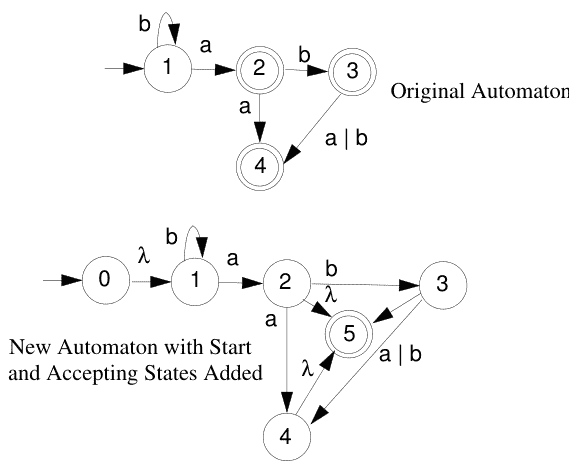 b
a
b
1
2
3
Original Automaton
a
a | b
4
b
λ
a
b
0
1
2
3
λ
a
5
New Automaton with Start
a | b
and Accepting States Added
λ
4